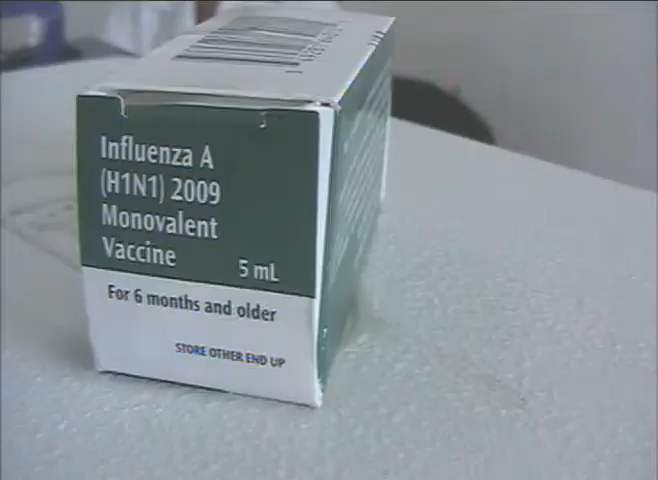 Influenza A
(H1N1) 2009
Monovalent
Vaccine 5 mL
For 6 months and older
STORE OTHER END UP